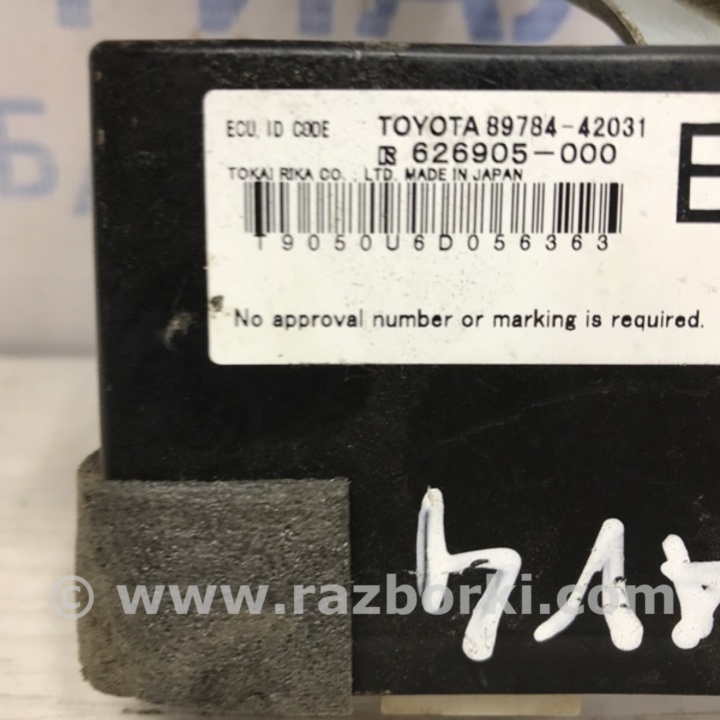 ECU, ID CODE TOYOTA 89784-42031
626905-000
TOKAI RIKA CO., LTD. MADE IN JAPAN
T9050U6D056363
No approval number or marking is required.
© www.razborki.com